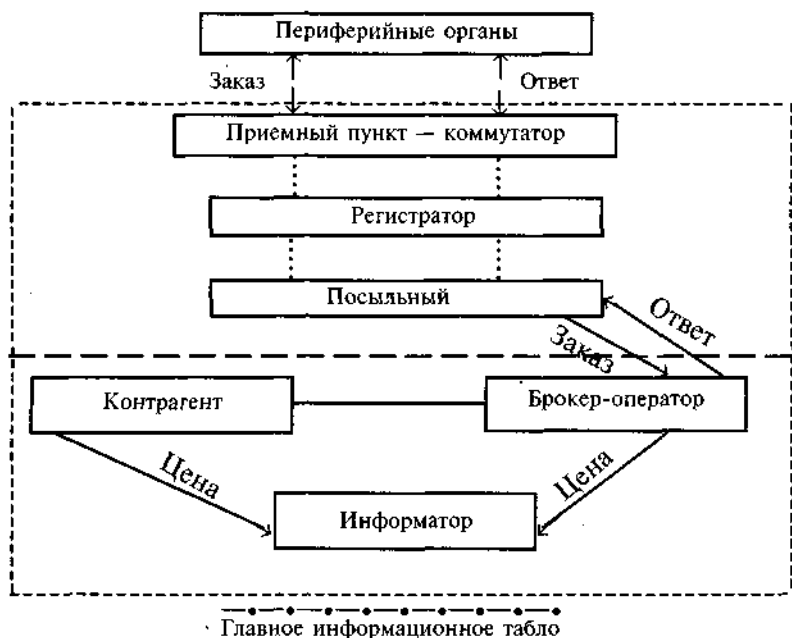 Периферийные органы
Заказ
Ответ
Приемный пункт — коммутатор
Регистратор
Посыльный
Ответ
Заказ
Контрагент
Брокер-оператор
Цена
Цена
Информатор
Главное информационное табло